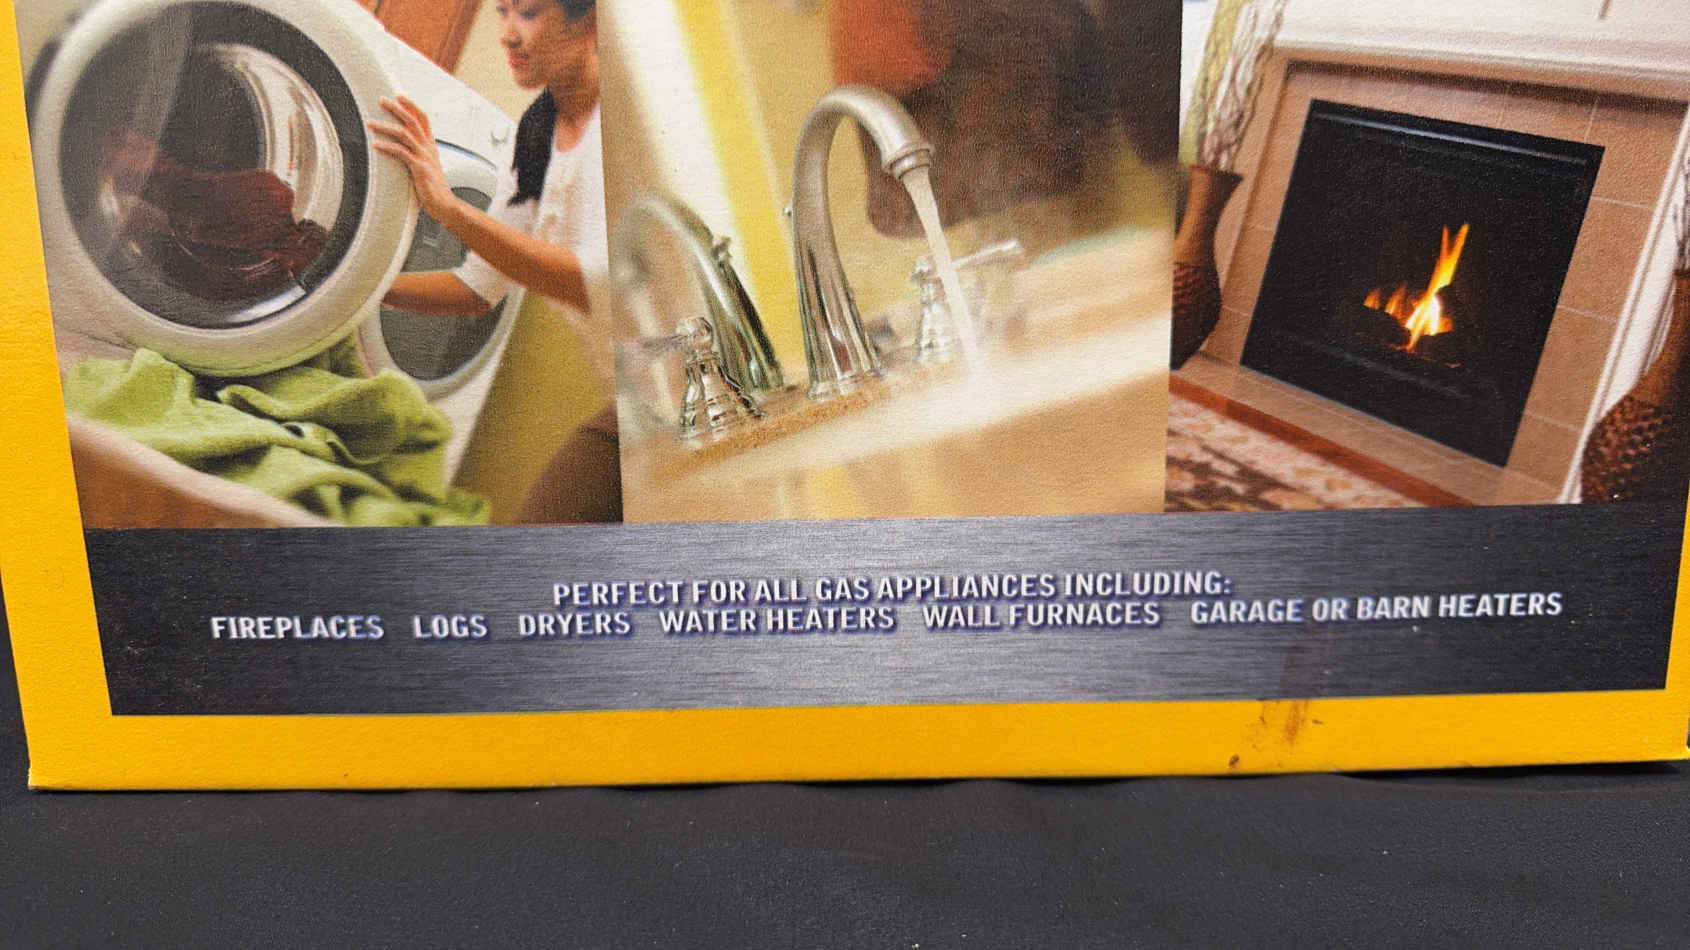 PERFECT FOR ALL GAS APPLIANCES INCLUDING:
FIREPLACES LOGS DRYERS WATER HEATERS WALL FURNACES GARAGE OR BARN HEATERS